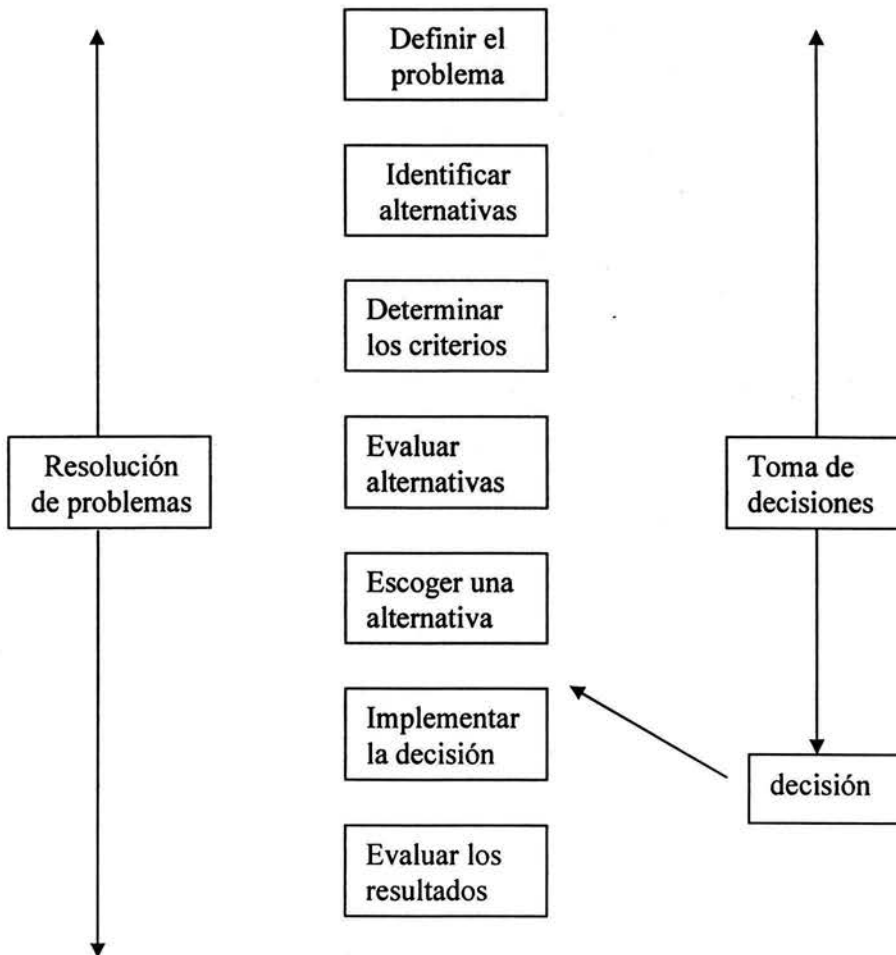 Definir el
problema
Identificar
alternativas
Determinar
los criterios
Evaluar
alternativas
Resolución
de problemas
Toma de
decisiones
Escoger una
alternativa
Implementar
la decisión
decisión
Evaluar los
resultados